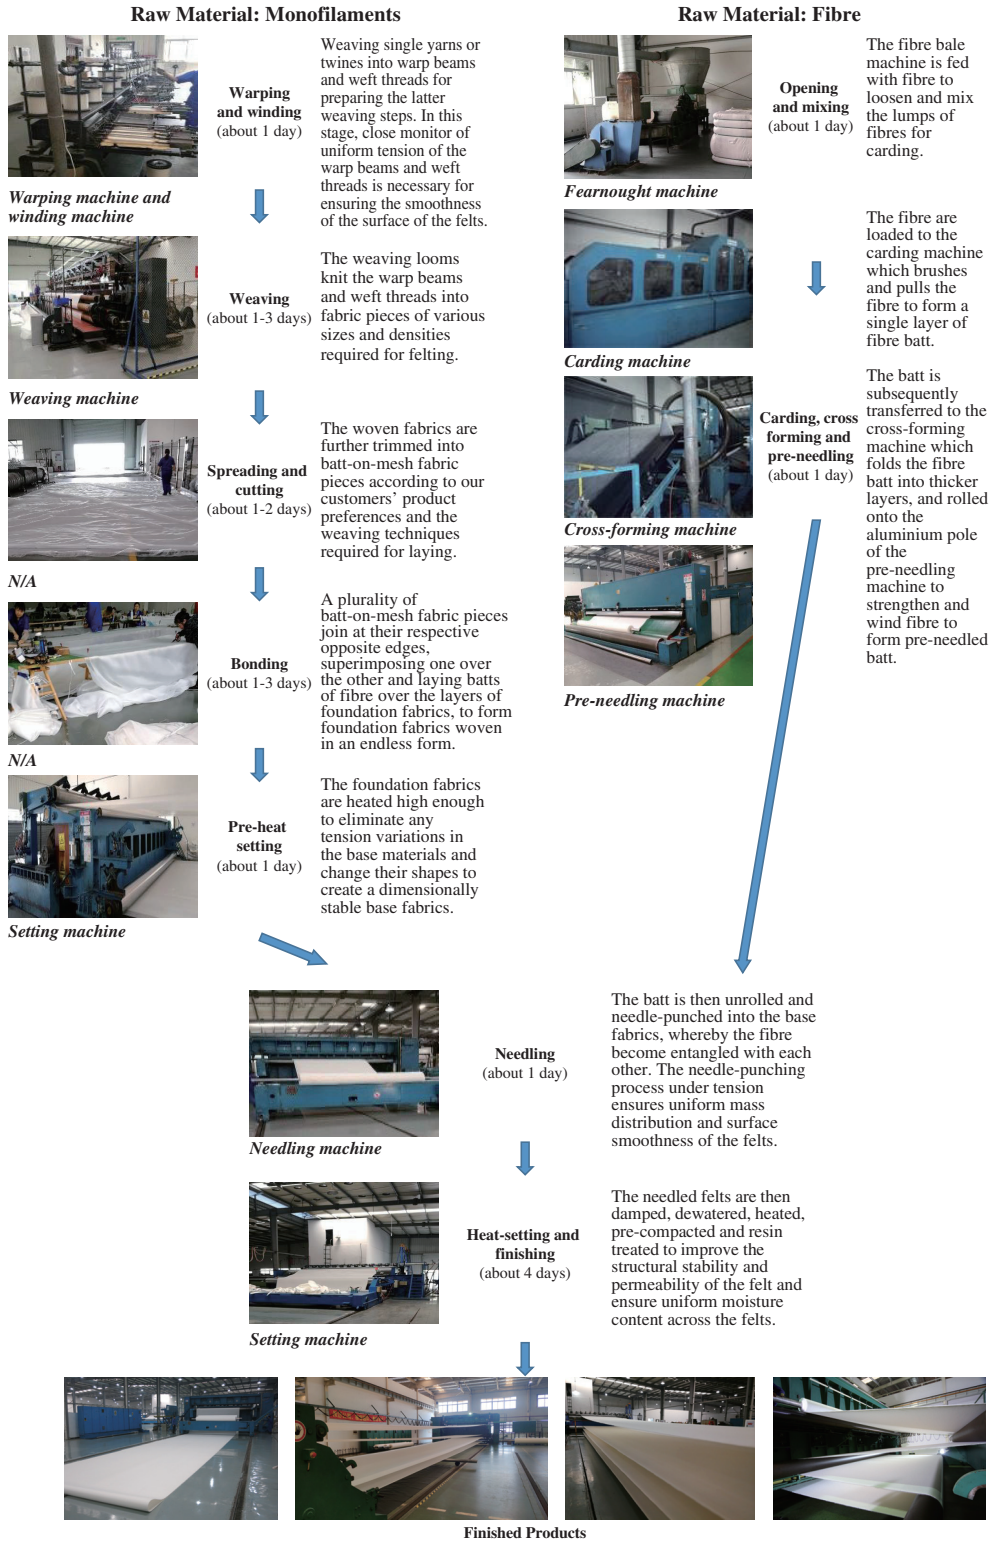 Raw Material: Monofilaments
Warping
and winding
(about 1 day)
Weaving single yarns or
twines into warp beams
and weft threads for
preparing the latter
weaving steps. In this
stage, close monitor of
uniform tension of the
warp beams and weft
threads is necessary for
ensuring the smoothness
of the surface of the felts.
Warping machine and
winding machine
Weaving
(about 1-3 days)
The weaving looms
knit the warp beams
and weft threads into
fabric pieces of various
sizes and densities
required for felting.
Weaving machine
Spreading and
cutting
(about 1-2 days)
The woven fabrics are
further trimmed into
batt-on-mesh fabric
pieces according to our
customers’ product
preferences and the
weaving techniques
required for laying.
N/A
Bonding
(about 1-3 days)
A plurality of
batt-on-mesh fabric pieces
join at their respective
opposite edges,
superimposing one over
the other and laying batts
of fibre over the layers of
foundation fabrics, to form
foundation fabrics woven
in an endless form.
N/A
Pre-heat
setting
(about 1 day)
The foundation fabrics
are heated high enough
to eliminate any
tension variations in
the base materials and
change their shapes to
create a dimensionally
stable base fabrics.
Setting machine
Raw Material: Fibre
Opening
and mixing
(about 1 day)
The fibre bale
machine is fed
with fibre to
loosen and mix
the lumps of
fibres for
carding.
Fearnought machine
The fibre are
loaded to the
carding machine
which brushes
and pulls the
fibre to form a
single layer of
fibre batt.
Carding machine
Carding, cross
forming and
pre-needling
(about 1 day)
The batt is
subsequently
transferred to the
cross-forming
machine which
folds the fibre
batt into thicker
layers, and rolled
onto the
aluminium pole
of the
pre-needling
machine to
strengthen and
wind fibre to
form pre-needled
batt.
Cross-forming machine
Pre-needling machine
Needling
(about 1 day)
The batt is then unrolled and
needle-punched into the base
fabrics, whereby the fibre
become entangled with each
other. The needle-punching
process under tension
ensures uniform mass
distribution and surface
smoothness of the felts.
Needling machine
Heat-setting and
finishing
(about 4 days)
The needled felts are then
damped, dewatered, heated,
pre-compacted and resin
treated to improve the
structural stability and
permeability of the felt and
ensure uniform moisture
content across the felts.
Setting machine
Finished Products